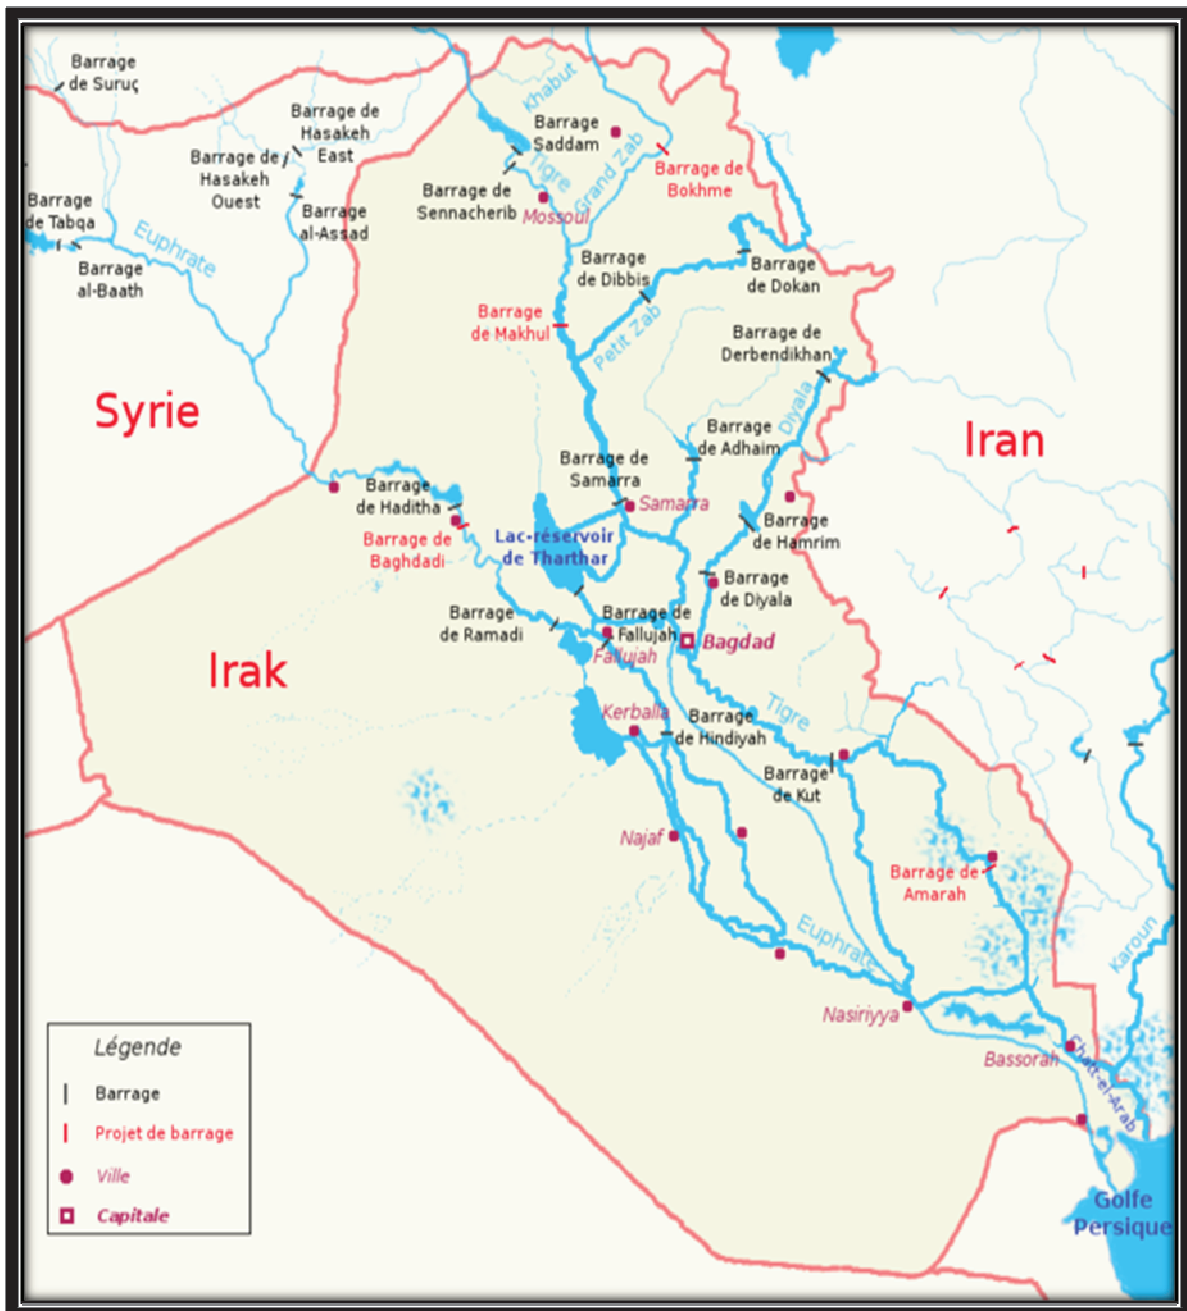 Barrage
de Suruç
Barrage de
Hasakeh
East
Barrage de
Hasakeh
Ouest
Barrage
al-Assad
Barrage
de Tabqa
Barrage
al-Baath
Euphrate
Khabut
Barrage
Saddam
Tigre
Grand Zab
Barrage de
Bokhme
Barrage de
Sennacherib
Mossoul
Barrage
de Dibbis
Barrage
de Dokan
Barrage
de Makhul
Petit Zab
Barrage de
Derbendikhan
Diyala
Syrie
Iran
Barrage
de Adhaim
Barrage de
Samarra
Samarra
Barrage
de Haditha
Barrage de
Baghdadi
Lac-réservoir
de Tharthar
Barrage
de Hamrim
Barrage
de Diyala
Barrage
de Ramadi
Barrage de
Fallujah
Fallujah
Bagdad
Irak
Kerballa
Barrage
de Hindiyah
Tigre
Barrage
de Kut
Najaf
Barrage de
Amarah
Euphrate
Karoun
Nasiriyya
Bassorah
Chatt-el-Arab
Golfe
Persique
Légende
Barrage
Projet de barrage
Ville
Capitale